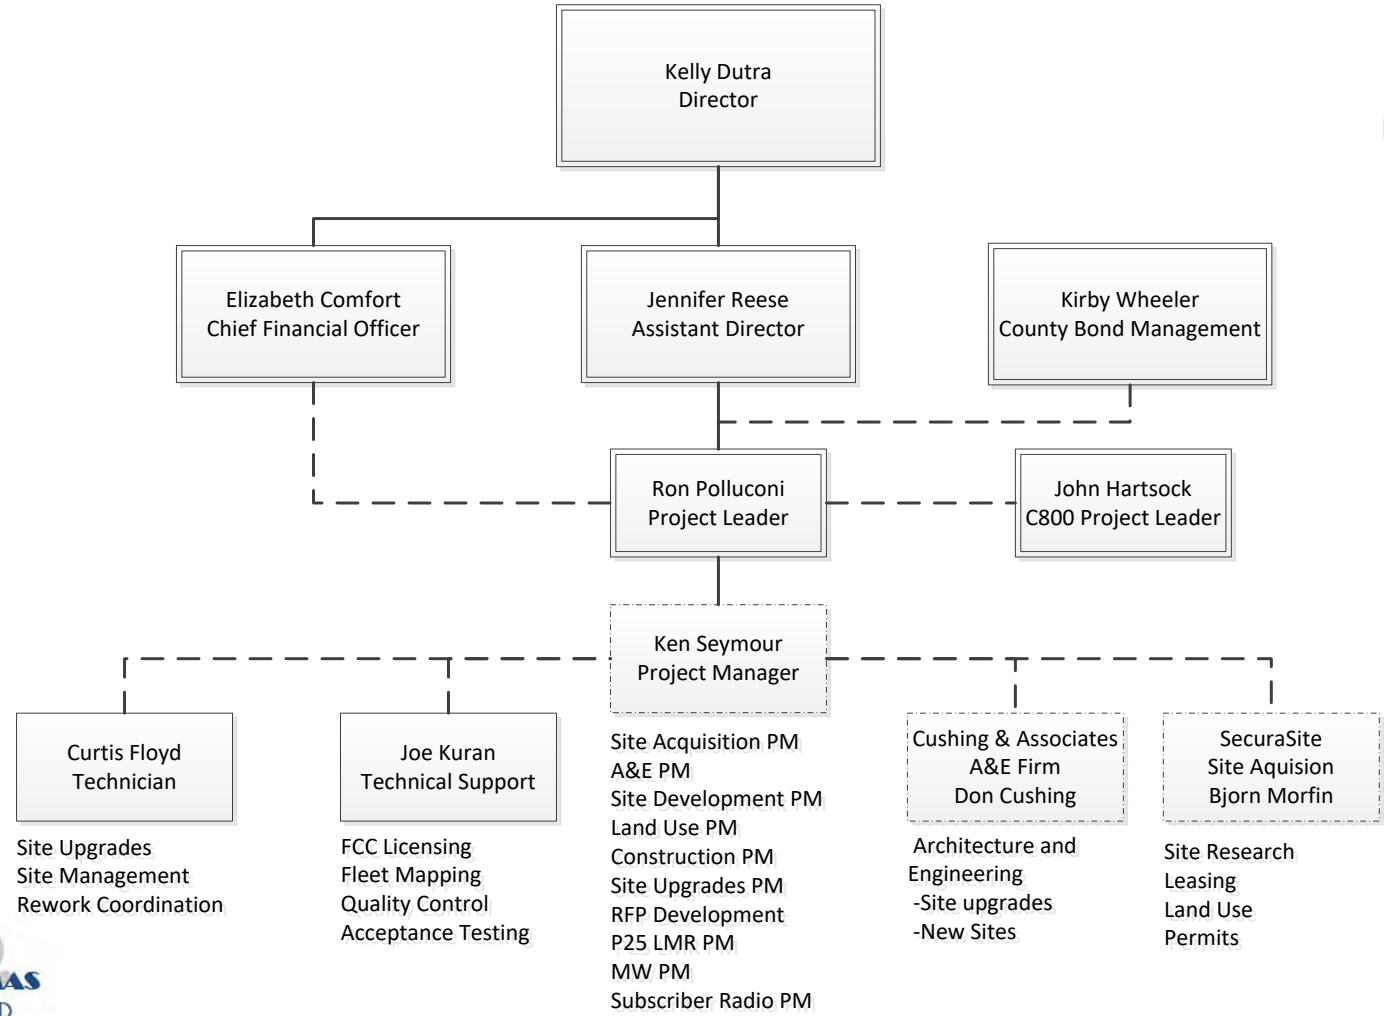 Kelly Dutra
Director
Elizabeth Comfort
Chief Financial Officer
Jennifer Reese
Assistant Director
Kirby Wheeler
County Bond Management
Ron Polluconi
Project Leader
John Hartsock
C800 Project Leader
Ken Seymour
Project Manager
Curtis Floyd
Technician
Joe Kuran
Technical Support
Cushing & Associates
A&E Firm
Don Cushing
SecuraSite
Site Aquision
Bjorn Morfin
Site Upgrades
Site Management
Rework Coordination
FCC Licensing
Fleet Mapping
Quality Control
Acceptance Testing
Site Acquisition PM
A&E PM
Site Development PM
Land Use PM
Construction PM
Site Upgrades PM
RFP Development
P25 LMR PM
MW PM
Subscriber Radio PM
Architecture and
Engineering
-Site upgrades
-New Sites
Site Research
Leasing
Land Use
Permits